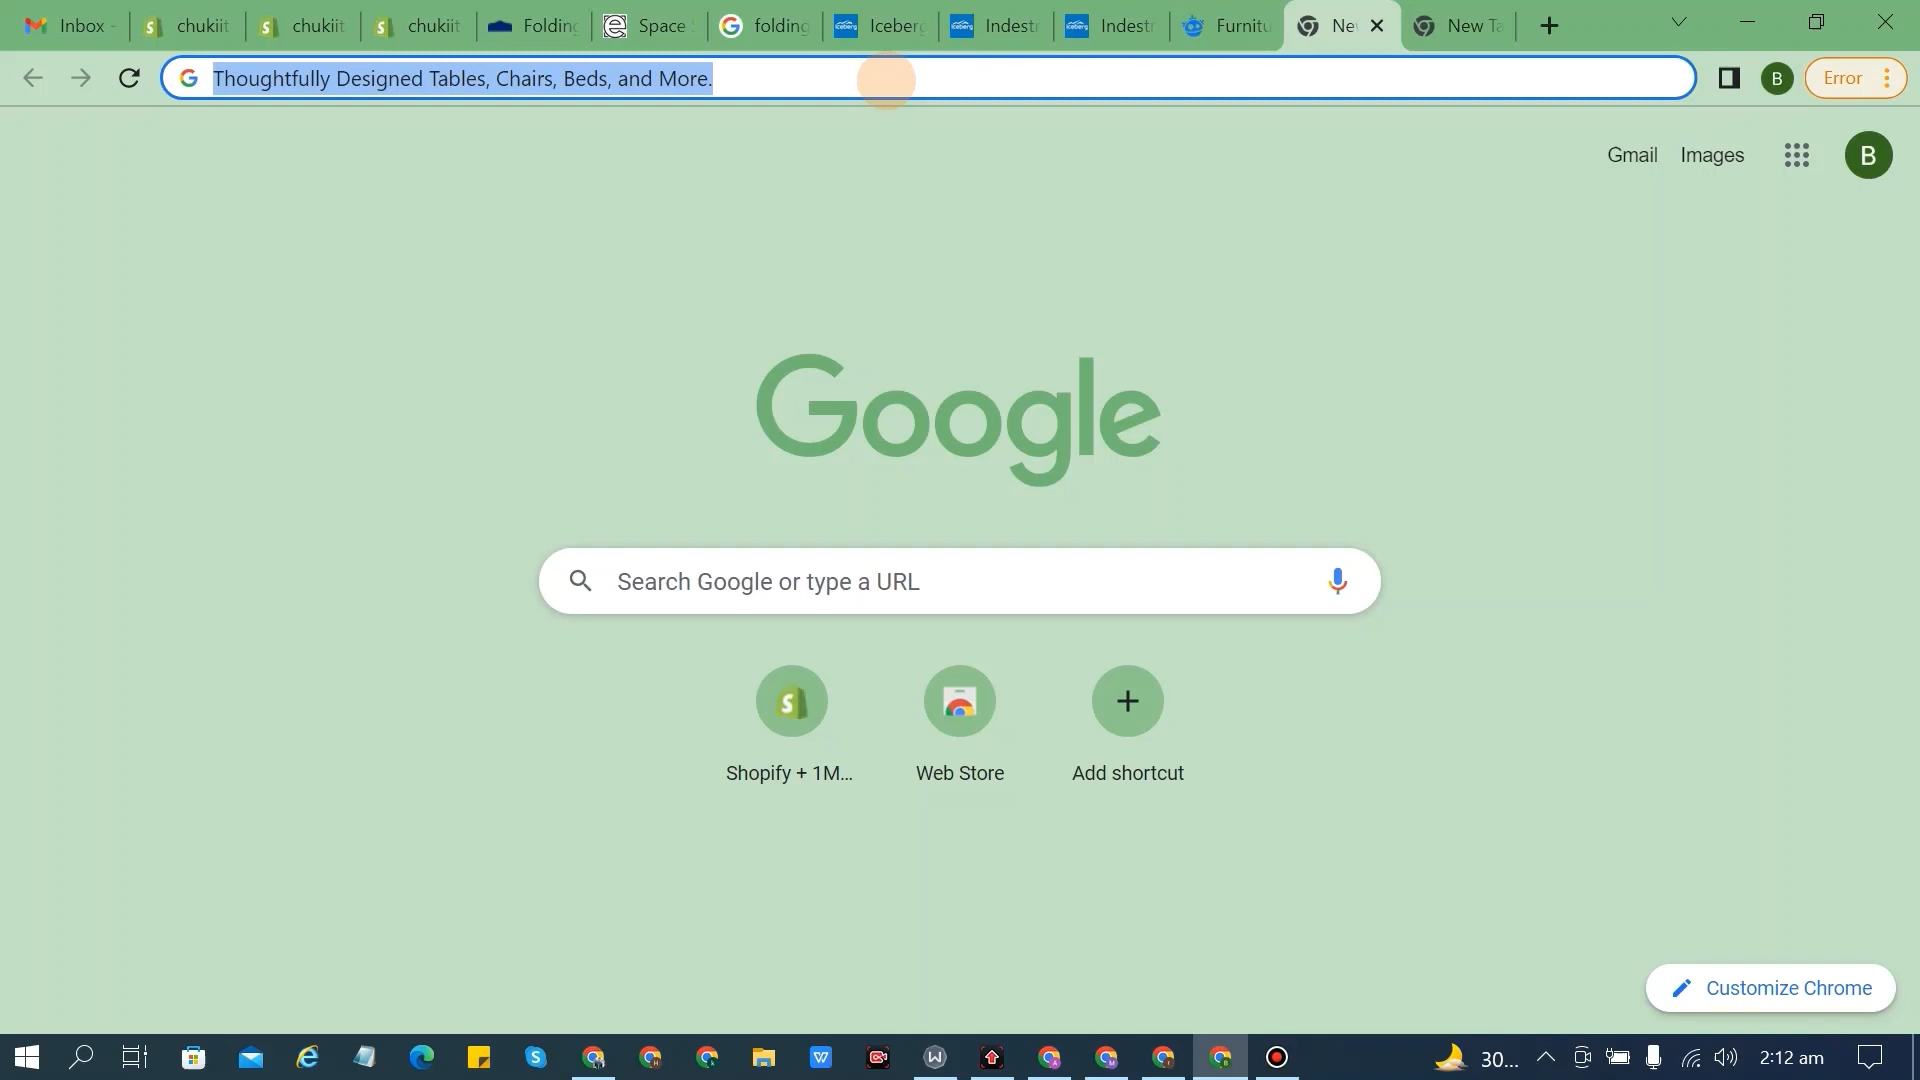 Inbox
chukiit
chukiit
chukiit
Folding
Space
folding
Iceberg
Indestr
Indestr
Furnitu
Ne
New Ta
Thoughtfully Designed Tables, Chairs, Beds, and More.
B
Error
Gmail
Images
B
Google
Search Google or type a URL
Shopify + 1M...
Web Store
Add shortcut
Customize Chrome
30...
2:12 am